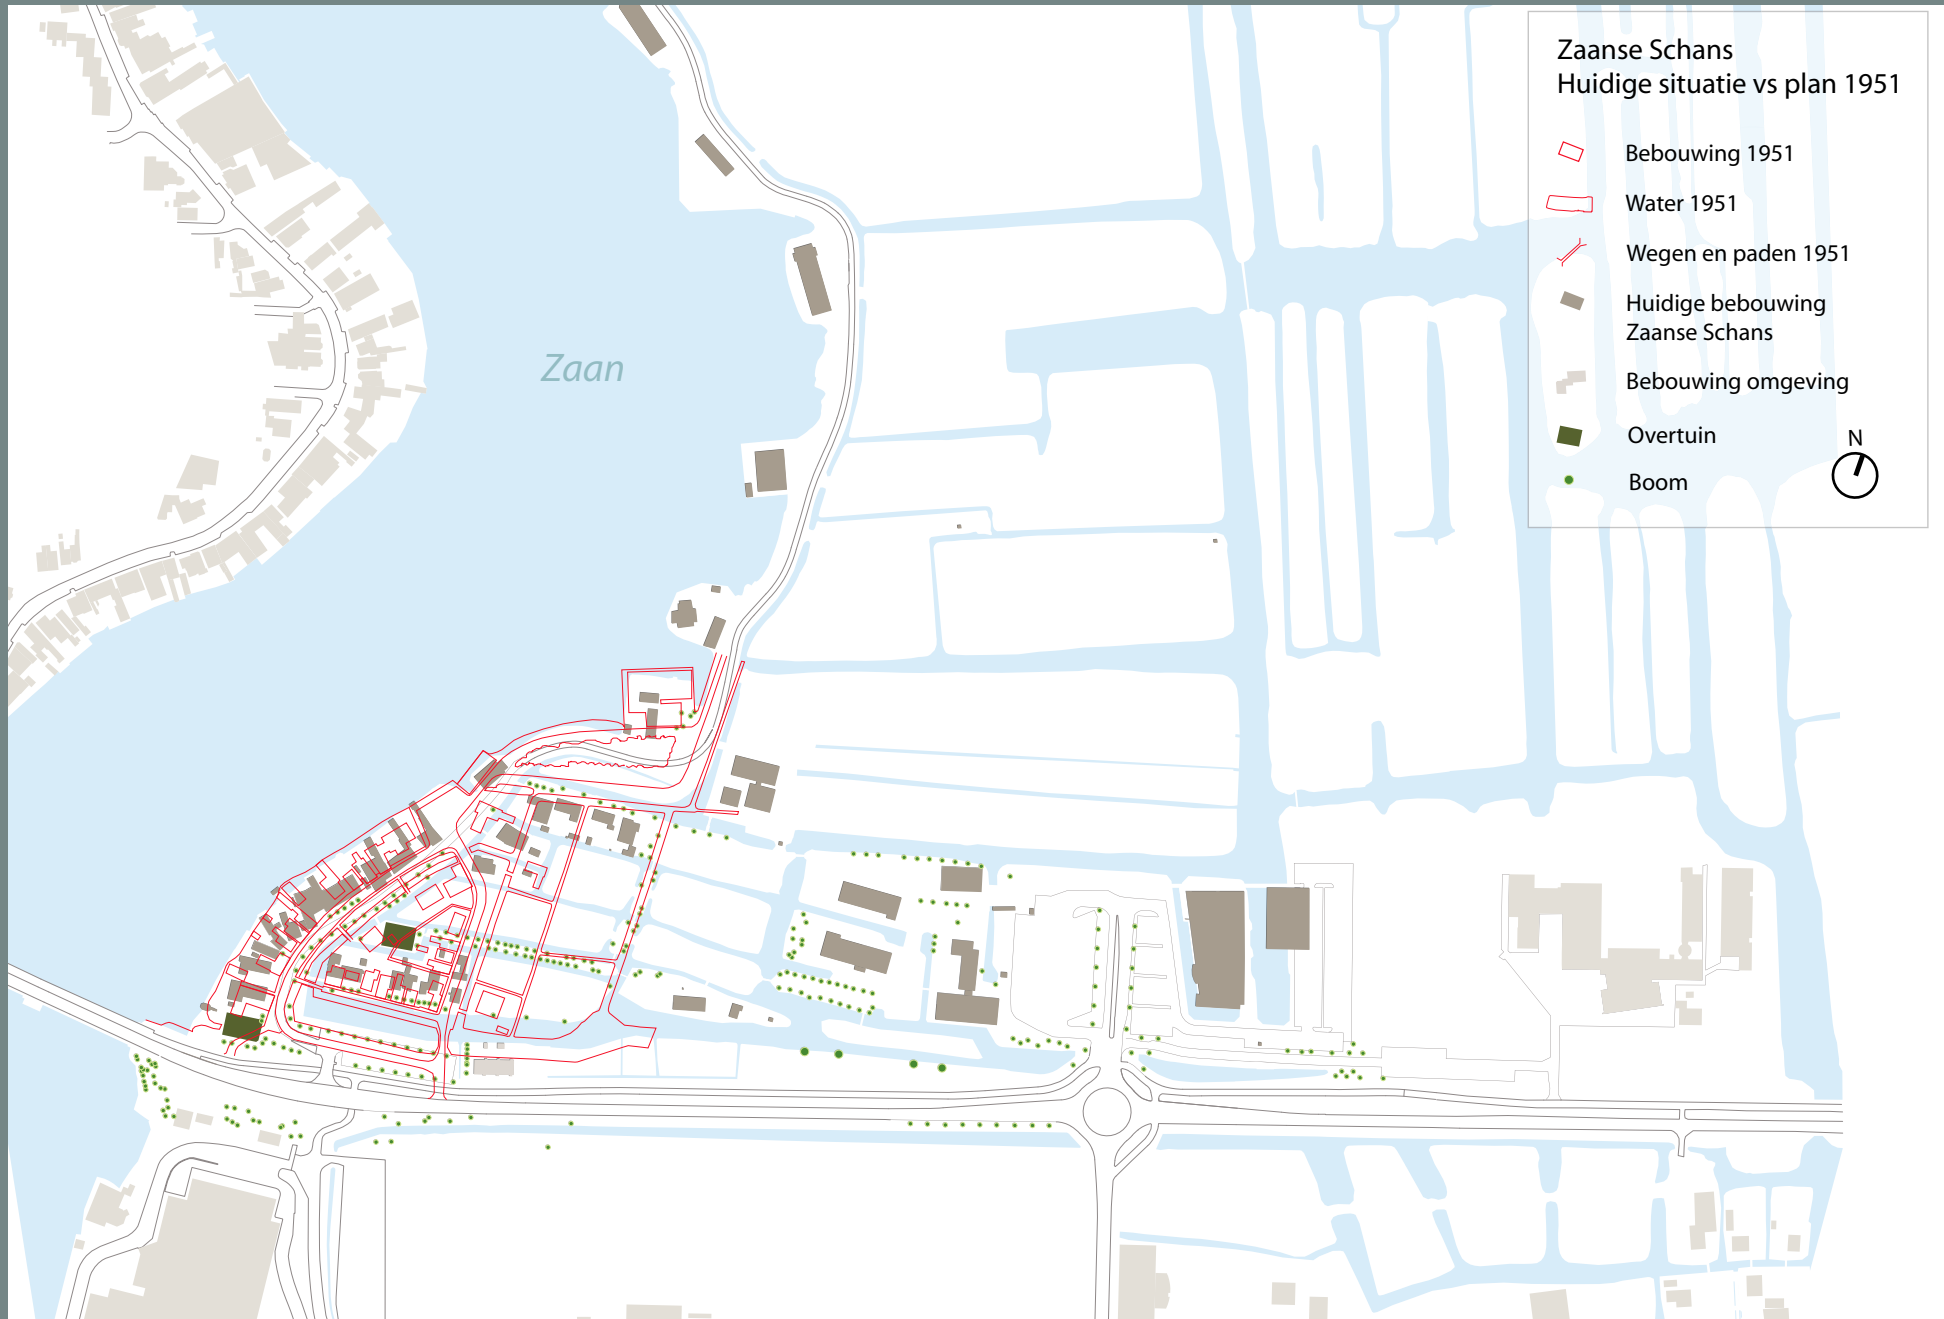 Zaanse Schans
Huidige situatie vs plan 1951
Bebouwing 1951
Water 1951
Wegen en paden 1951
Huidige bebouwing
Zaanse Schans
Bebouwing omgeving
Overtuin
Boom
N
Zaan